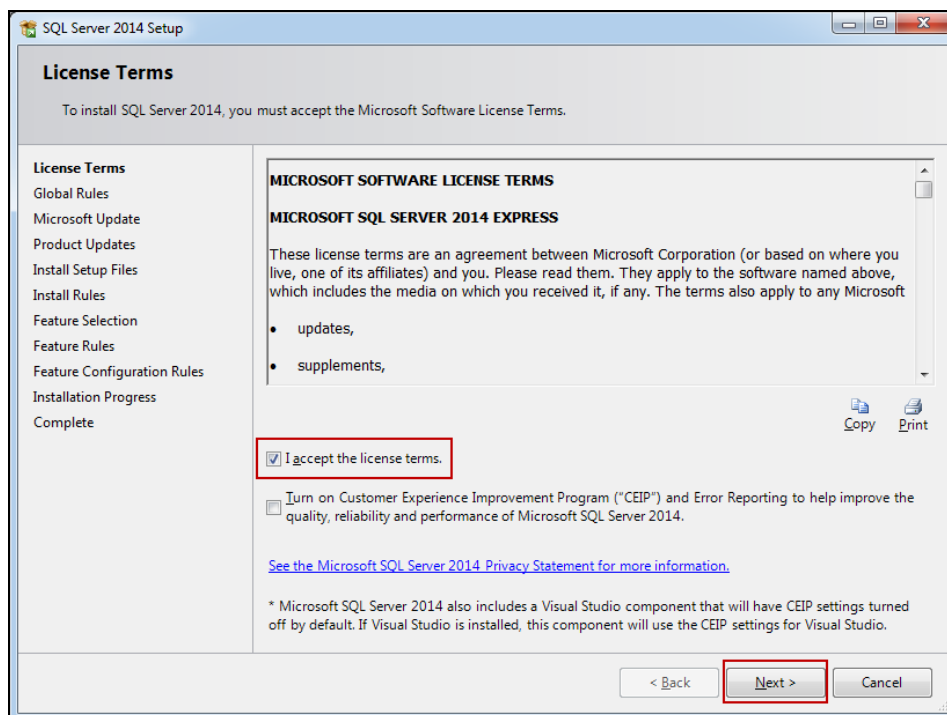 SQL Server 2014 Setup
License Terms
To install SQL Server 2014, you must accept the Microsoft Software License Terms.
License Terms
Global Rules
Microsoft Update
Product Updates
Install Setup Files
Install Rules
Feature Selection
Feature Rules
Feature Configuration Rules
Installation Progress
Complete
MICROSOFT SOFTWARE LICENSE TERMS
MICROSOFT SQL SERVER 2014 EXPRESS
These license terms are an agreement between Microsoft Corporation (or based on where you
live, one of its affiliates) and you. Please read them. They apply to the software named above,
which includes the media on which you received it, if any. The terms also apply to any Microsoft
• updates,
• supplements,
Copy Print
I accept the license terms.
Turn on Customer Experience Improvement Program ("CEIP") and Error Reporting to help improve the
quality, reliability and performance of Microsoft SQL Server 2014.
See the Microsoft SQL Server 2014 Privacy Statement for more information.
* Microsoft SQL Server 2014 also includes a Visual Studio component that will have CEIP settings turned
off by default. If Visual Studio is installed, this component will use the CEIP settings for Visual Studio.
< Back Next > Cancel